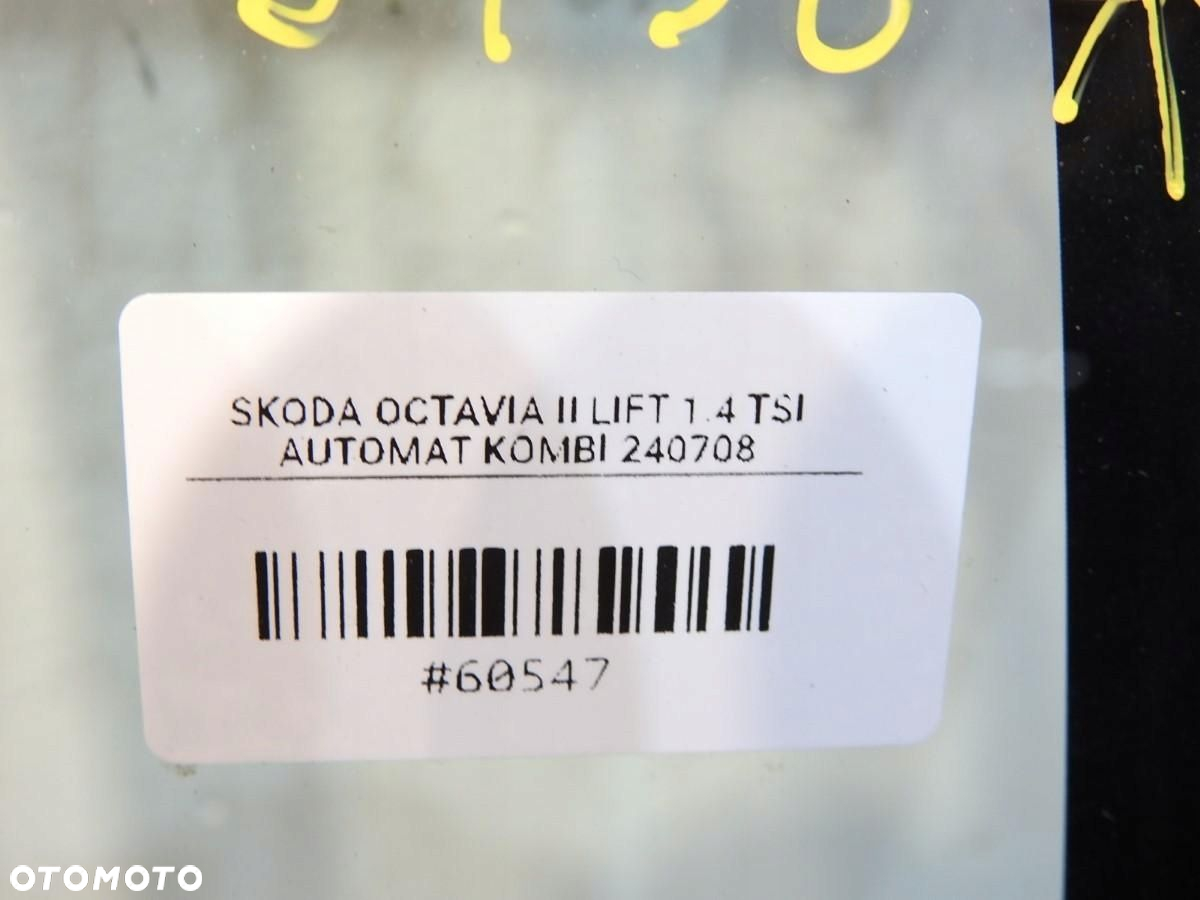 SKODA OCTAVIA II LIFT 1.4 TSI
AUTOMAT KOMBI 240708
#60547
OTOMOTO